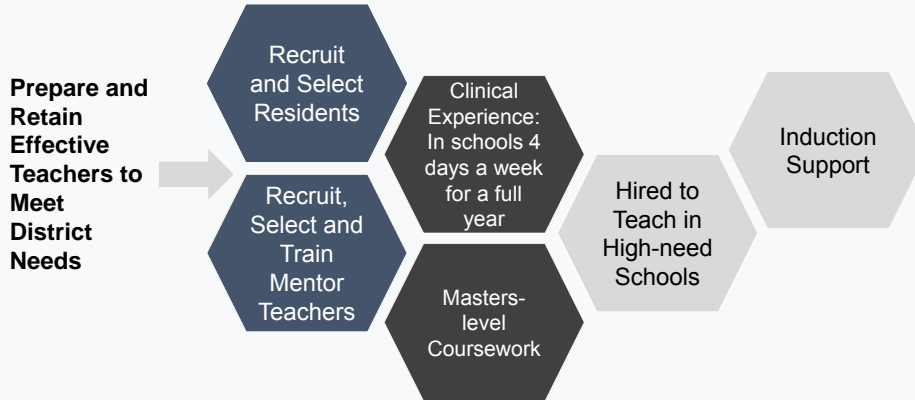 Prepare and
Retain
Effective
Teachers to
Meet
District
Needs
Recruit
and Select
Residents
Recruit,
Select and
Train
Mentor
Teachers
Clinical
Experience:
In schools 4
days a week
for a full
year
Masters-
level
Coursework
Hired to
Teach in
High-need
Schools
Induction
Support